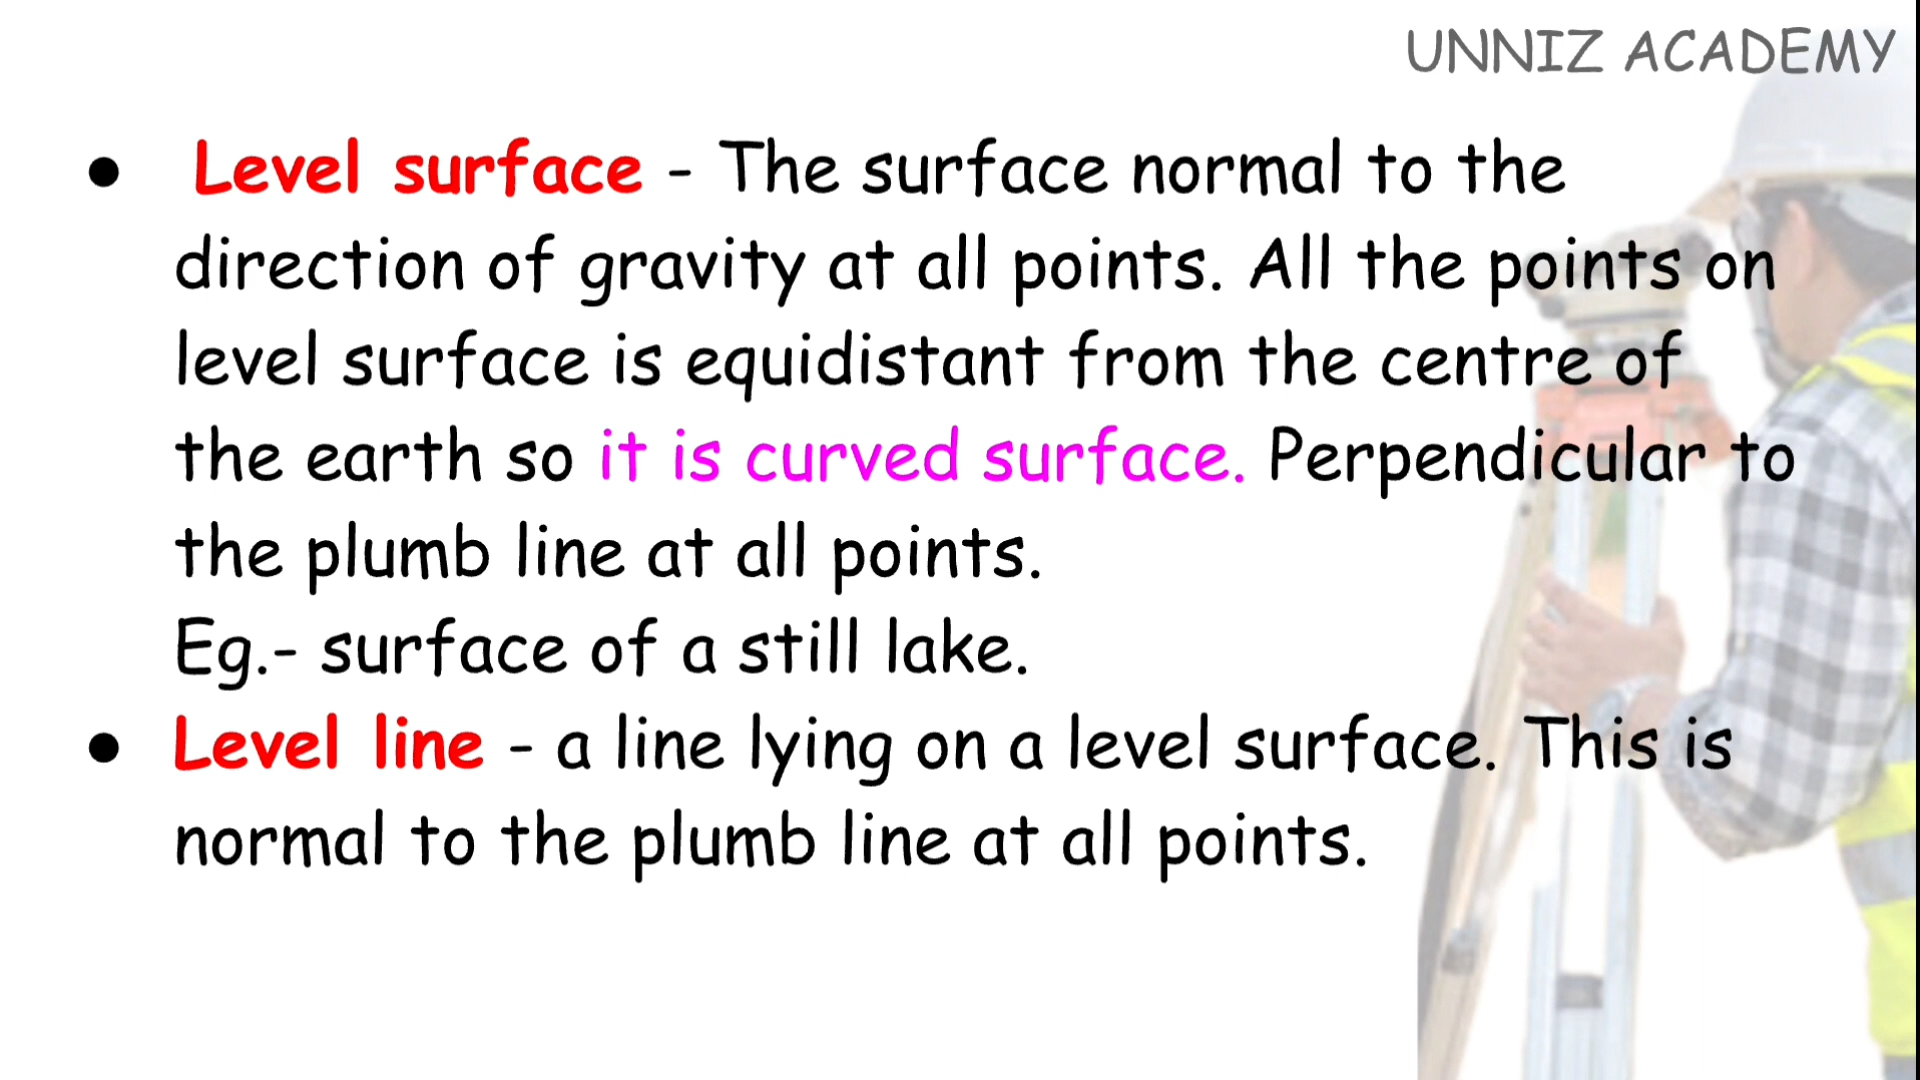 UNNIZ ACADEMY
● Level surface - The surface normal to the
direction of gravity at all points. All the points on
level surface is equidistant from the centre of
the earth so it is curved surface. Perpendicular to
the plumb line at all points.
Eg.- surface of a still lake.
● Level line - a line lying on a level surface. This is
normal to the plumb line at all points.